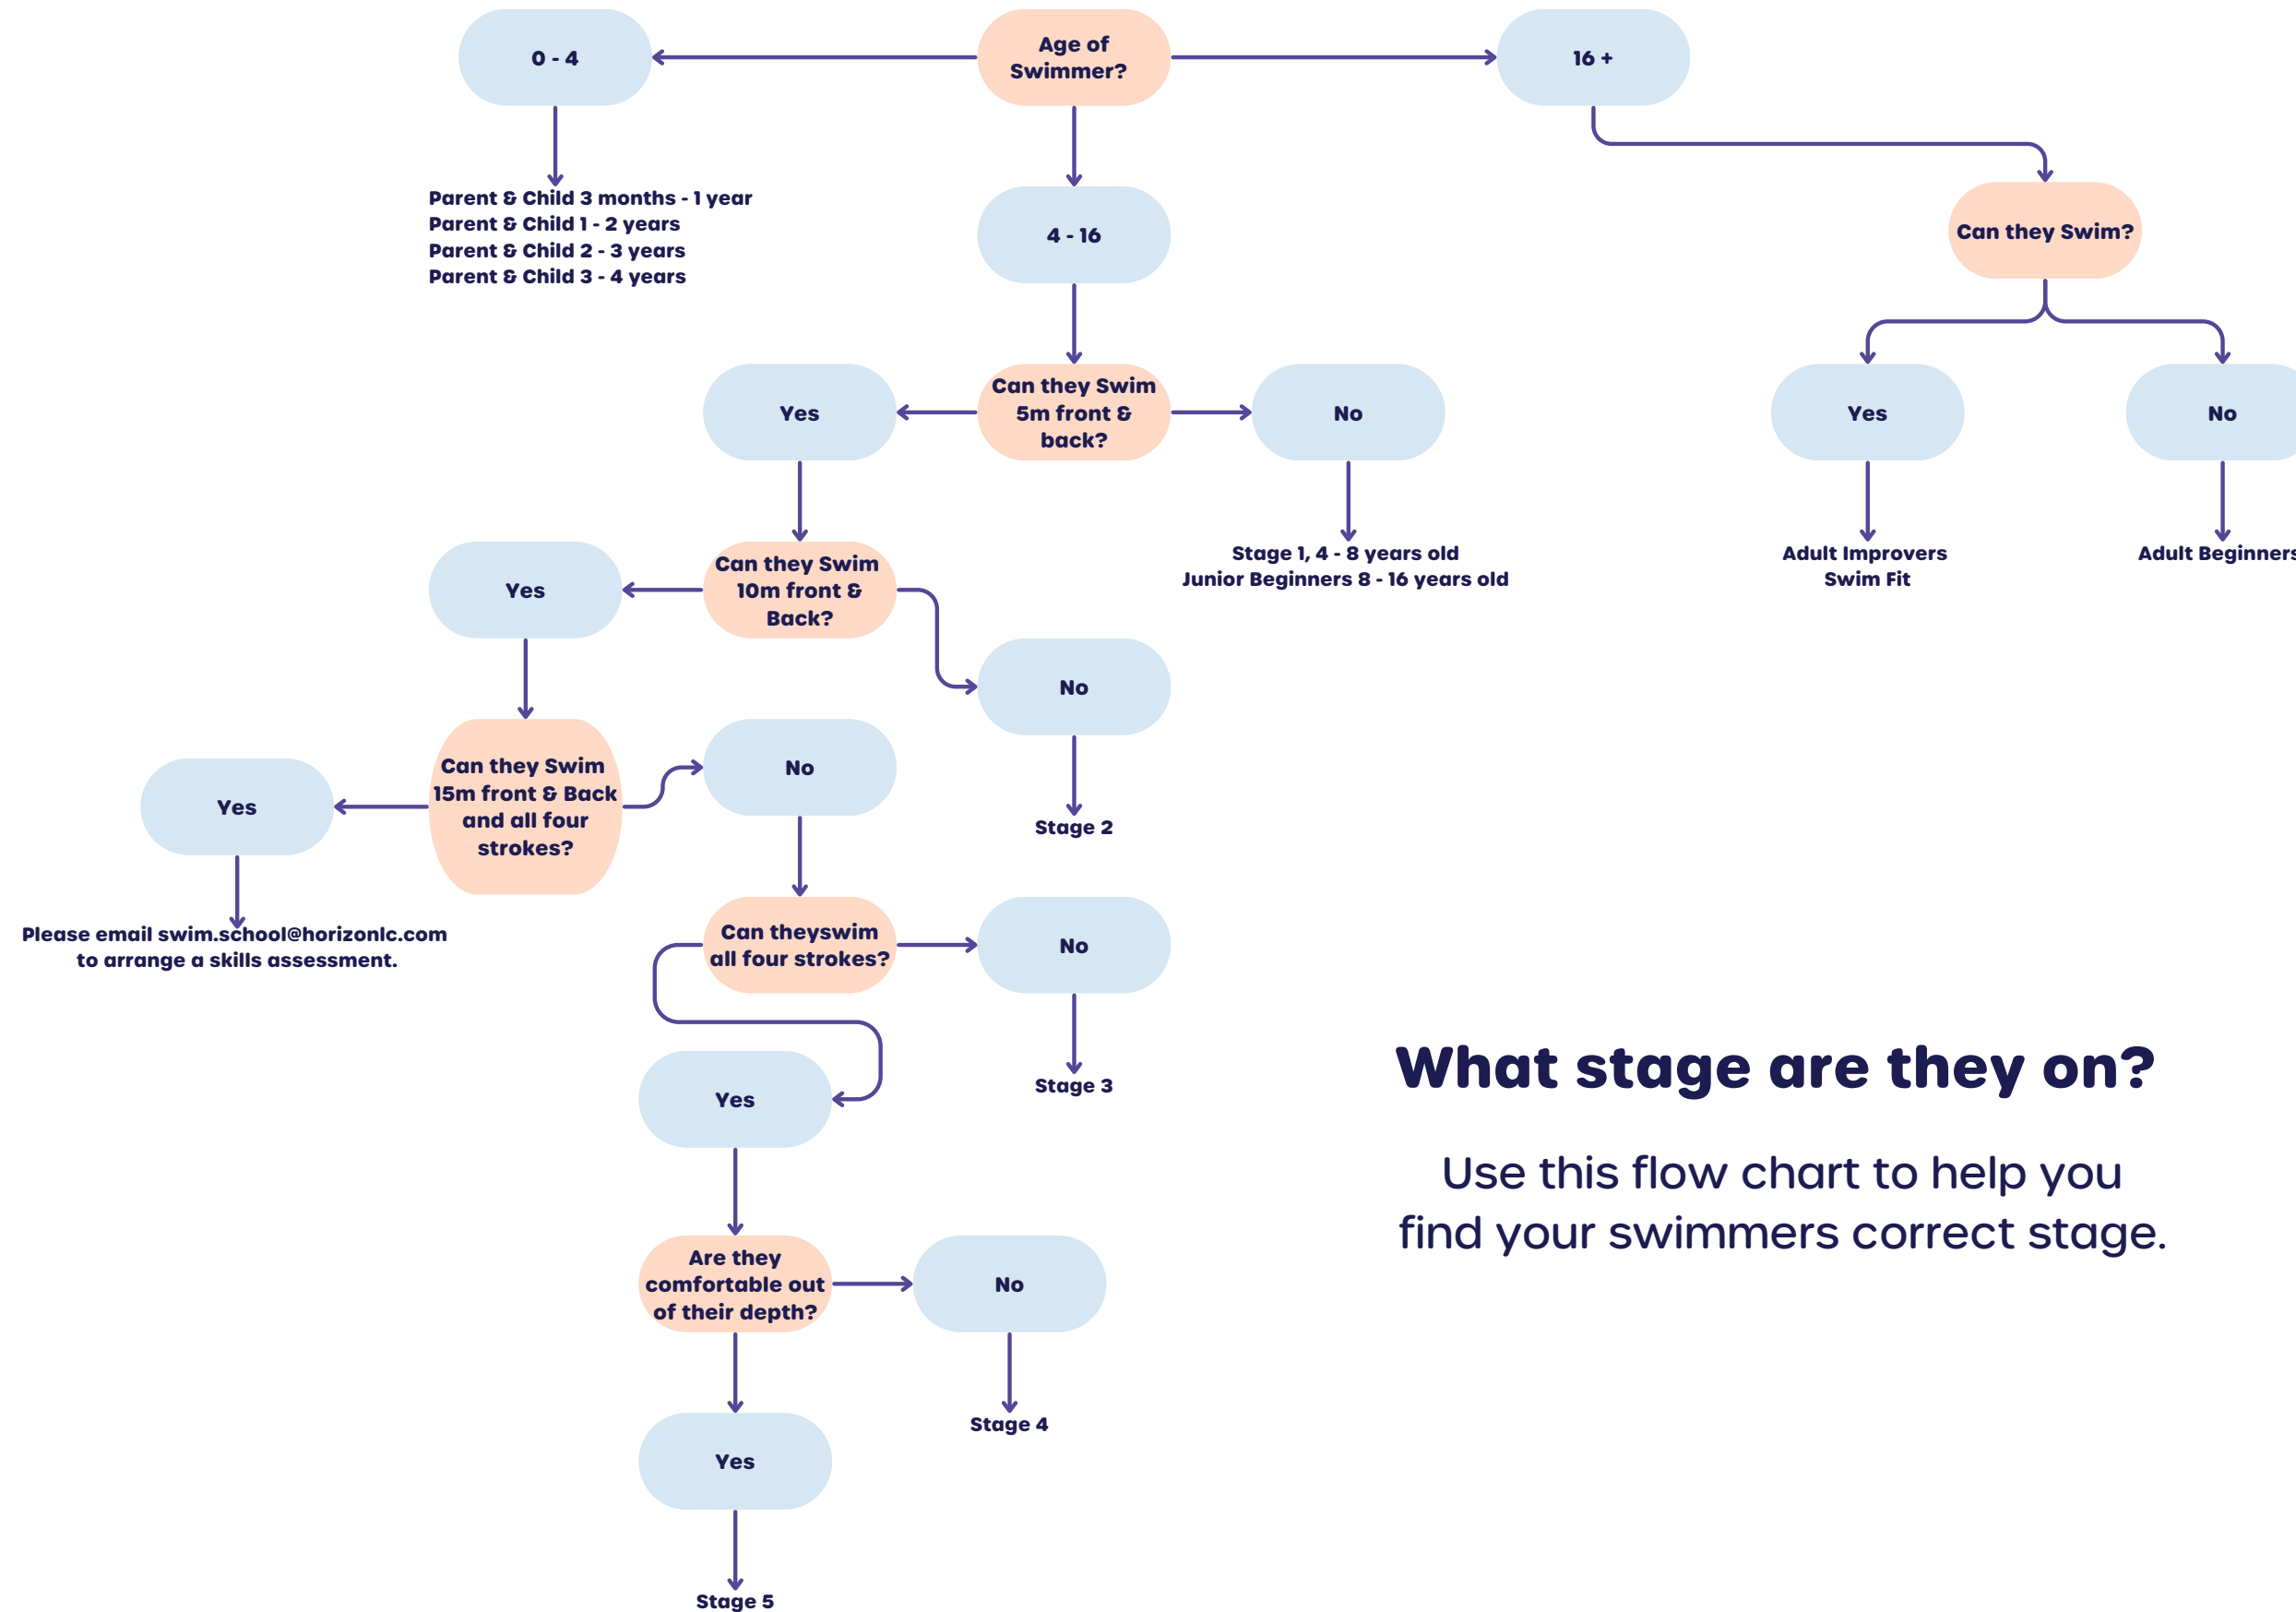 0 - 4
Age of
Swimmer?
16 +
Parent & Child 3 months - 1 year
Parent & Child 1 - 2 years
Parent & Child 2 - 3 years
Parent & Child 3 - 4 years
4 - 16
Can they Swim?
Yes
Can they Swim
5m front &
back?
No
Yes
No
Yes
Can they Swim
10m front &
Back?
Stage 1, 4 - 8 years old
Junior Beginners 8 - 16 years old
Adult Improvers
Swim Fit
Adult Beginners
No
Yes
Can they Swim
15m front & Back
and all four
strokes?
No
Stage 2
Please email swim.school@horizonlc.com
to arrange a skills assessment.
Can theyswim
all four strokes?
No
Yes
Stage 3
What stage are they on?
Use this flow chart to help you
find your swimmers correct stage.
Are they
comfortable out
of their depth?
No
Yes
Stage 4
Stage 5